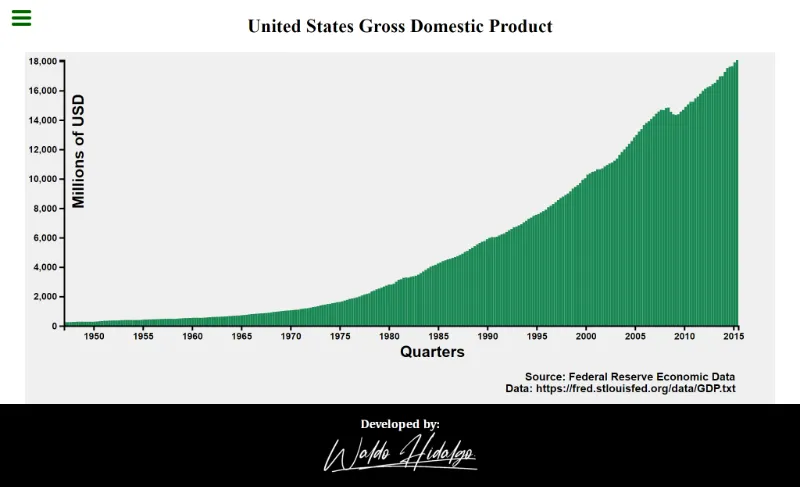 United States Gross Domestic Product
18,000
16,000
14,000
12,000
10,000
8,000
6,000
4,000
2,000
0
Millions of USD
1950 1955 1960 1965 1970 1975 1980 1985 1990 1995 2000 2005 2010 2015
Quarters
Source: Federal Reserve Economic Data
Data: https://fred.stlouisfed.org/data/GDP.txt
Developed by:
Waldo Hidalgo